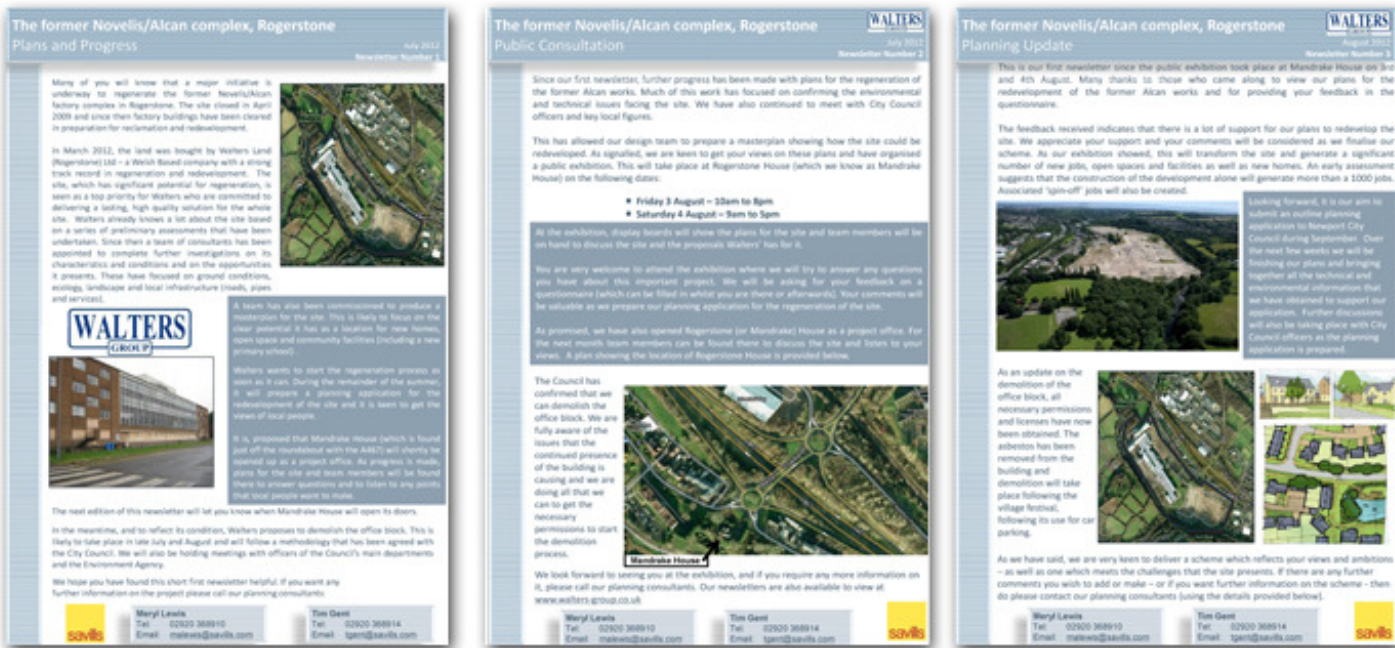 The former Novelis/Alcan complex, Rogerstone
Plans and Progress
July 2012
Newsletter Number 1
Many of you will know that a major initiative is
underway to regenerate the former Novelis/Alcan
factory complex in Rogerstone. The site closed in April
2009 and since then factory buildings have been cleared
in preparation for reclamation and redevelopment.
In March 2012, the land was bought by Walters Land
(Rogerstone) Ltd – a Welsh Based company with a strong
track record in regeneration and redevelopment. The
site, which has significant potential for regeneration, is
seen as a top priority for Walters who are committed to
delivering a lasting, high quality solution for the whole
site. Walters already knows a lot about the site based
on a series of preliminary assessments that have been
undertaken. Since then a team of consultants has been
appointed to complete further investigations on its
characteristics and conditions and on the opportunities
it presents. These have focused on ground conditions,
ecology, landscape and local infrastructure (roads, pipes
and services).
WALTERS
GROUP
A team has also been commissioned to produce a
masterplan for the site. This is likely to focus on the
clear potential it has as a location for new homes,
open space and community facilities (including a new
primary school).
Walters wants to start the regeneration process as
soon as it can. During the remainder of the summer,
it will prepare a planning application for the
redevelopment of the site and it is keen to get the
views of local people.
It is, proposed that Mandrake House (which is found
just off the roundabout with the A467) will shortly be
opened up as a project office. As progress is made
plans for the site and team members will be found
there to answer questions and to listen to any points
that local people want to make.
The next edition of this newsletter will let you know when Mandrake House will open its doors.
In the meantime, and to reflect its condition, Walters proposes to demolish the office block. This is
likely to take place in late July and August and will follow a methodology that has been agreed with
the City Council. We will also be holding meetings with officers of the Council's main departments
and the Environment Agency.
We hope you have found this short first newsletter helpful. If you want any
further information on the project please call our planning consultants
savills
Meryl Lewis
Tel: 02920 368910
Email: malewis@savills.com
Tim Gent
Tel: 02920 368914
Email: tgent@savills.com
The former Novelis/Alcan complex, Rogerstone
Public Consultation
WALTERS
GROUP
July 2012
Newsletter Number 2
Since our first newsletter, further progress has been made with plans for the regeneration of
the former Alcan works. Much of this work has focused on confirming the environmental
and technical issues facing the site. We have also continued to meet with City Council
officers and key local figures.
This has allowed our design team to prepare a masterplan showing how the site could be
redeveloped. As signalled, we are keen to get your views on these plans and have organised
a public exhibition. This will take place at Rogerstone House (which we know as Mandrake
House) on the following dates:
Friday 3 August – 10am to 8pm
Saturday 4 August – 9am to 5pm
At the exhibition, display boards will show the plans for the site and team members will be
on hand to discuss the site and the proposals Walters' has for it.
You are very welcome to attend the exhibition where we will try to answer any questions
you have about this important project. We will be asking for your feedback on a
questionnaire (which can be filled in whilst you are there or afterwards). Your comments will
be valuable as we prepare our planning application for the regeneration of the site.
As promised, we have also opened Rogerstone (or Mandrake) House as a project office. For
the next month team members can be found there to discuss the site and listen to your
views. A plan showing the location of Rogerstone House is provided below.
The Council has
confirmed that we
can demolish the
office block. We are
fully aware of the
issues that the
continued presence
of the building is
causing and we are
doing all that we
can to get the
necessary
permissions to start
the demolition
process.
Mandrake House
We look forward to seeing you at the exhibition, and if you require any more information on
it, please call our planning consultants. Our newsletters are also available to view at
www.walters-group.co.uk
Meryl Lewis
Tel: 02920 368910
Email: malewis@savills.com
Tim Gent
Tel: 02920 368914
Email: tgent@savills.com
savills
The former Novelis/Alcan complex, Rogerstone
Planning Update
WALTERS
GROUP
August 2012
Newsletter Number 3
This is our first newsletter since the public exhibition took place at Mandrake House on 3rd
and 4th August. Many thanks to those who came along to view our plans for the
redevelopment of the former Alcan works and for providing your feedback in the
questionnaire.
The feedback received indicates that there is a lot of support for our plans to redevelop the
site. We appreciate your support and your comments will be considered as we finalise our
scheme. As our exhibition showed, this will transform the site and generate a significant
number of new jobs, open spaces and facilities as well as new homes. An early assessment
suggests that the construction of the development alone will generate more than a 1000 jobs.
Associated 'spin-off' jobs will also be created.
Looking forward, it is our aim to
submit an outline planning
application to Newport City
Council during September. Over
the next few weeks we will be
finishing our plans and bringing
together all the technical and
environmental information that
we have obtained to support our
application. Further discussions
will also be taking place with City
Council officers as the planning
application is prepared.
As an update on the
demolition of the
office block, all
necessary permissions
and licenses have now
been obtained. The
asbestos has been
removed from the
building and
demolition will take
place following the
village festival,
following its use for car
parking.
As we have said, we are very keen to deliver a scheme which reflects your views and ambitions
– as well as one which meets the challenges that the site presents. If there are any further
comments you wish to add or make – or if you want further information on the scheme - then
do please contact our planning consultants (using the details provided below).
Meryl Lewis
Tel: 02920 368910
Email: malewis@savills.com
Tim Gent
Tel: 02920 368914
Email: tgent@savills.com
savills